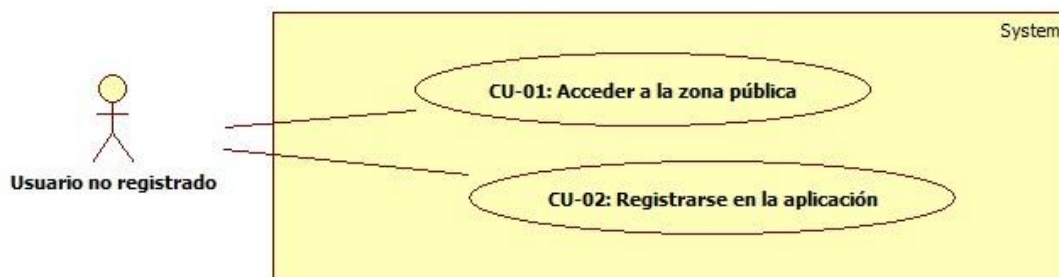 System
CU-01: Acceder a la zona pública
Usuario no registrado
CU-02: Registrarse en la aplicación